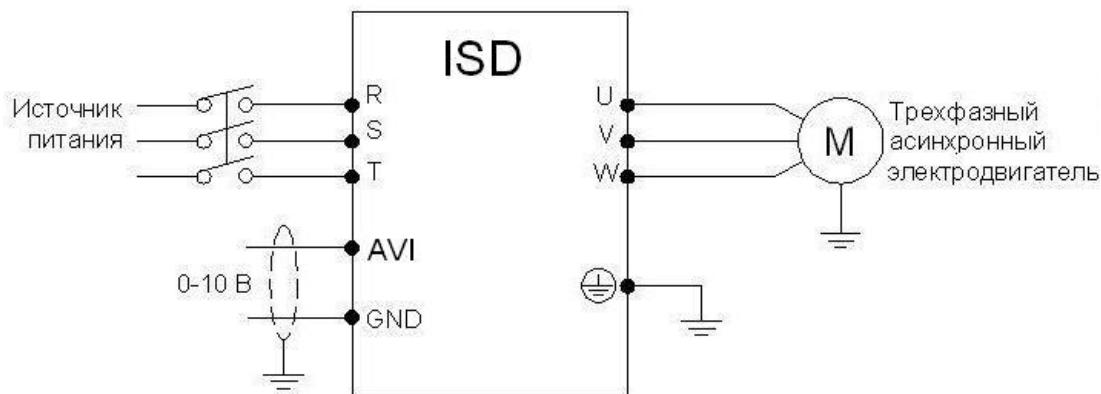 ISD
Источник
питания
R
S
T
U
V
W
M
Трехфазный
асинхронный
электродвигатель
AVI
0-10 В
GND